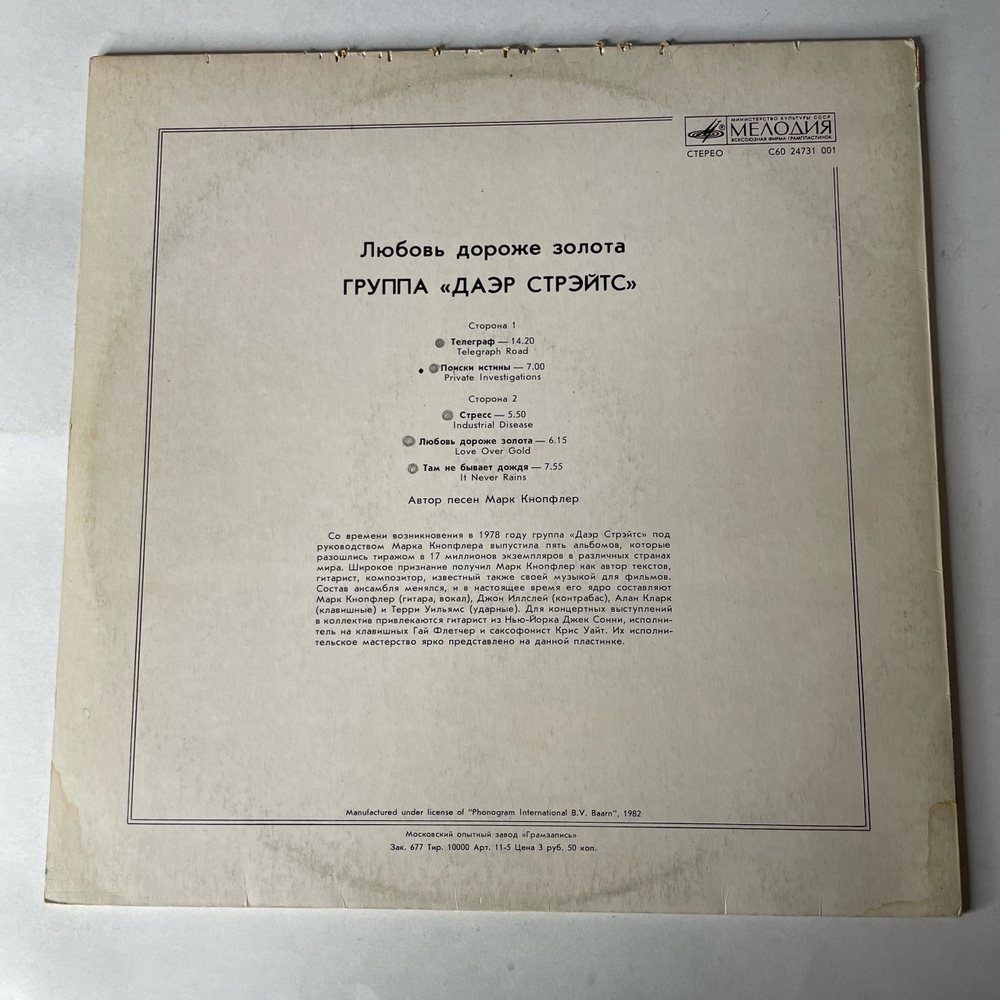 МИНИСТЕРСТВО КУЛЬТУРЫ СССР
МЕЛОДИЯ
ВСЕСОЮЗНАЯ ФИРМА ГРАМПЛАСТИНОК
СТЕРЕО С60 24731 001
Любовь дороже золота
ГРУППА «ДАЭР СТРЭЙТС»
Сторона 1
Телеграф — 14.20
Telegraph Road
Поиски истины — 7.00
Private Investigations
Сторона 2
Стресс — 5.50
Industrial Disease
Любовь дороже золота — 6.15
Love Over Gold
Там не бывает дождя — 7.55
It Never Rains
Автор песен Марк Кнопфлер
Со времени возникновения в 1978 году группа «Даэр Стрэйтс» под
руководством Марка Кнопфлера выпустила пять альбомов, которые
разошлись тиражом в 17 миллионов экземпляров в различных странах
мира. Широкое признание получил Марк Кнопфлер как автор текстов,
гитарист, композитор, известный также своей музыкой для фильмов.
Состав ансамбля менялся, и в настоящее время его ядро составляют
Марк Кнопфлер (гитара, вокал), Джон Иллслей (контрабас), Алан Кларк
(клавишные) и Терри Уильямс (ударные). Для концертных выступлений
в коллектив привлекаются гитарист из Нью-Йорка Джек Сонни, исполни-
тель на клавишных Гай Флетчер и саксофонист Крис Уайт. Их исполни-
тельское мастерство ярко представлено на данной пластинке.
Manufactured under license of "Phonogram International B.V. Baarn", 1982
Московский опытный завод «Грамзапись»
Зак. 677 Тир. 10000 Арт. 11-5 Цена 3 руб. 50 коп.